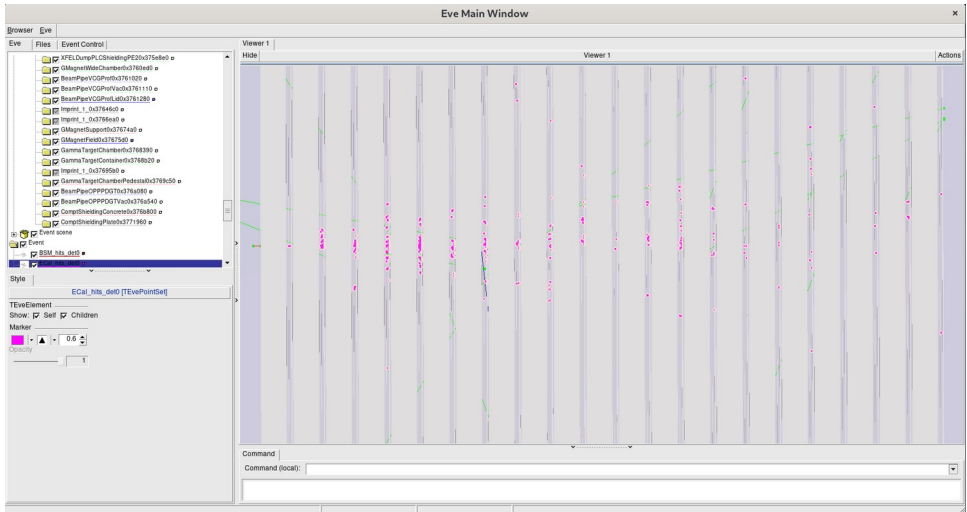 Eve Main Window
Browser Eve
Eve Files Event Control
XFELDumpPLCShieldingPE20x375e8e0
GMagnetWideChamber0x3760ed0
BeamPipeVCGProf0x3761020
BeamPipeVCGProfVac0x3761110
BeamPipeVCGProfLid0x3761280
Imprint_1_0x37646c0
Imprint_1_0x3766ea0
GMagnetSupport0x37674a0
GMagnetField0x37675d0
GammaTargetChamber0x3768390
GammaTargetContainer0x3768b20
Imprint_1_0x37695b0
GammaTargetChamberPedestal0x3769c50
BeamPipeOPPPDGT0x376a080
BeamPipeOPPPDGTVac0x376a540
ComptShieldingConcrete0x376b800
ComptShieldingPlate0x3771960
Event scene
Event
BSM_hits_det0
ECal_hits_det0
Style
ECal_hits_det0 [TEvePointSet]
TEveElement
Show: Self Children
Marker
0.6
Opacity
1
Viewer 1
Hide Viewer 1 Actions
Command
Command (local):